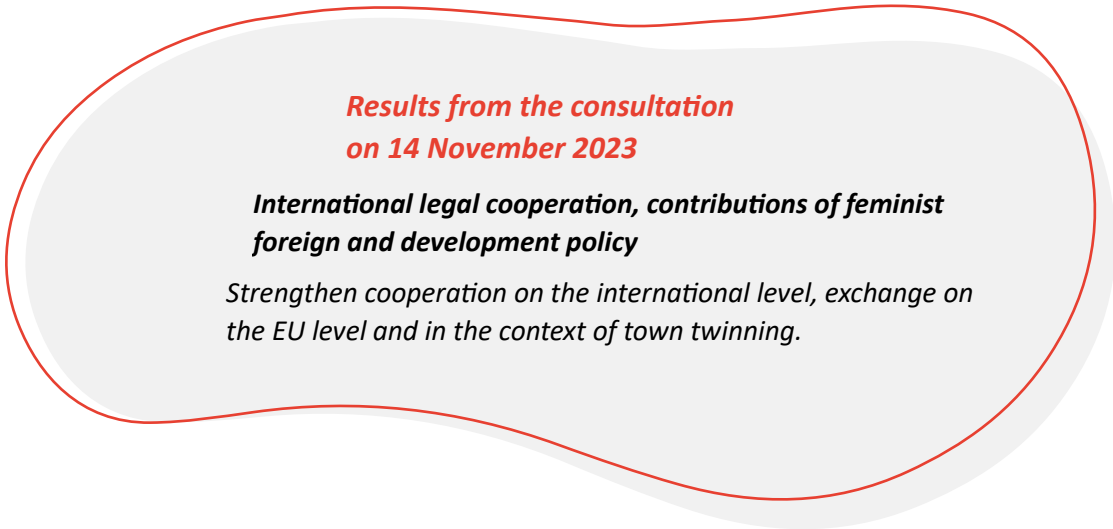 Results from the consultation
on 14 November 2023
International legal cooperation, contributions of feminist
foreign and development policy
Strengthen cooperation on the international level, exchange on
the EU level and in the context of town twinning.